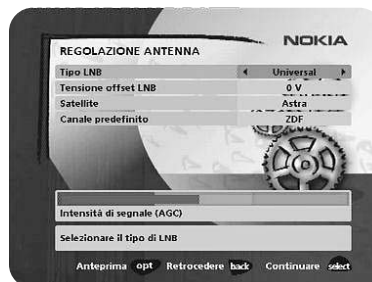 NOKIA
REGOLAZIONE ANTENNA
Tipo LNB Universal
Tensione offset LNB 0 V
Satellite Astra
Canale predefinito ZDF
Intensità di segnale (AGC)
Selezionare il tipo di LNB
Anteprima opt Retrocedere back Continuare select